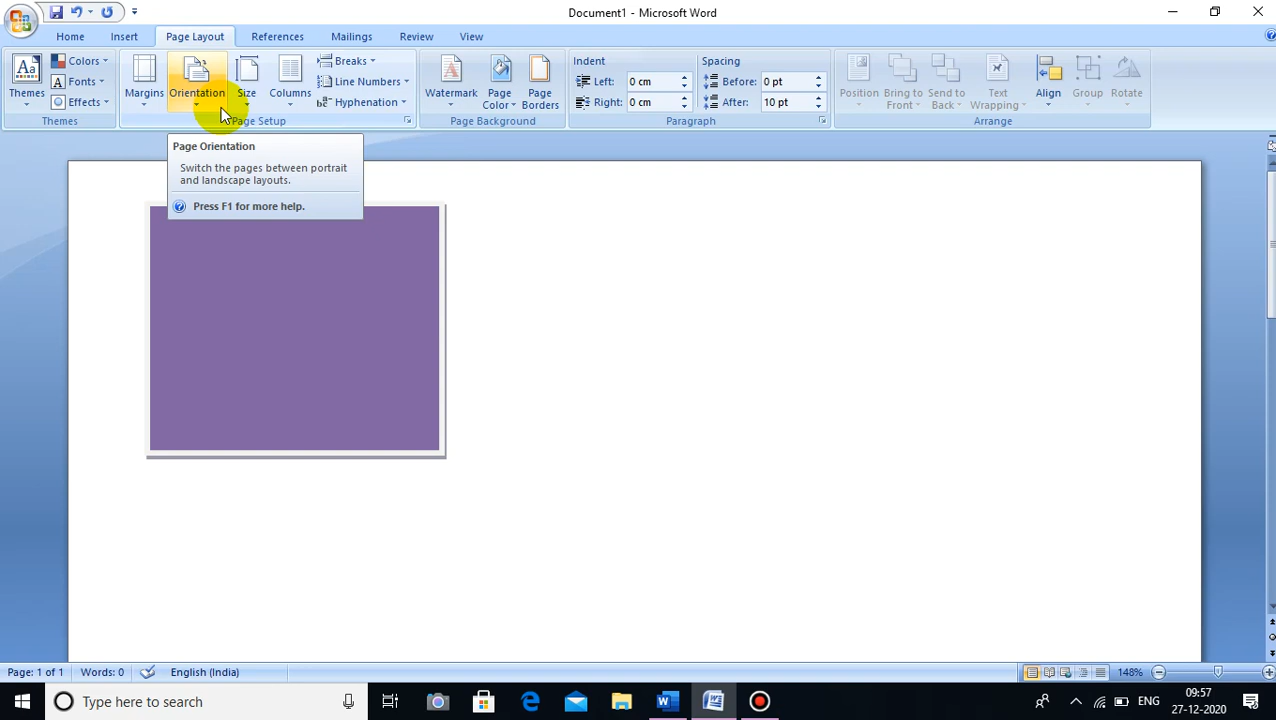 Document1 - Microsoft Word
Home Insert Page Layout References Mailings Review View
Themes
Colors
Fonts
Effects
Themes
Margins
Orientation
Size
Columns
Breaks
Line Numbers
Hyphenation
Page Setup
Watermark
Page
Color
Page
Borders
Page Background
Indent
Left: 0 cm
Right: 0 cm
Spacing
Before: 0 pt
After: 10 pt
Paragraph
Position
Bring to
Front
Send to
Back
Text
Wrapping
Align
Group
Rotate
Arrange
Page Orientation
Switch the pages between portrait
and landscape layouts.
Press F1 for more help.
Page: 1 of 1 Words: 0 English (India) 148%
Type here to search
ENG
09:57
27-12-2020